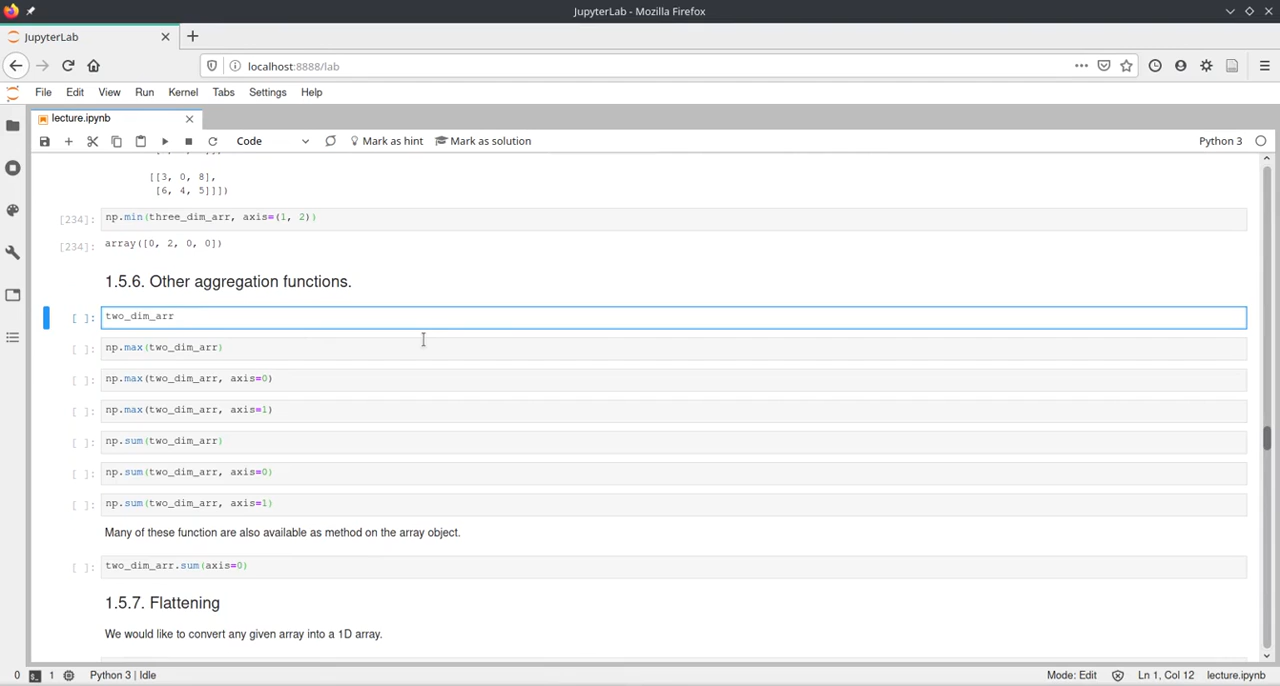 JupyterLab - Mozilla Firefox
JupyterLab
localhost:8888/lab
File Edit View Run Kernel Tabs Settings Help
lecture.ipynb
Code Mark as hint Mark as solution Python 3
[[3, 0, 8],
[6, 4, 5]]])
[234]: np.min(three_dim_arr, axis=(1, 2))
[234]: array([0, 2, 0, 0])
1.5.6. Other aggregation functions.
[ ]: two_dim_arr
[ ]: np.max(two_dim_arr)
[ ]: np.max(two_dim_arr, axis=0)
[ ]: np.max(two_dim_arr, axis=1)
[ ]: np.sum(two_dim_arr)
[ ]: np.sum(two_dim_arr, axis=0)
[ ]: np.sum(two_dim_arr, axis=1)
Many of these function are also available as method on the array object.
[ ]: two_dim_arr.sum(axis=0)
1.5.7. Flattening
We would like to convert any given array into a 1D array.
0 1 Python 3 | Idle Mode: Edit Ln 1, Col 12 lecture.ipynb